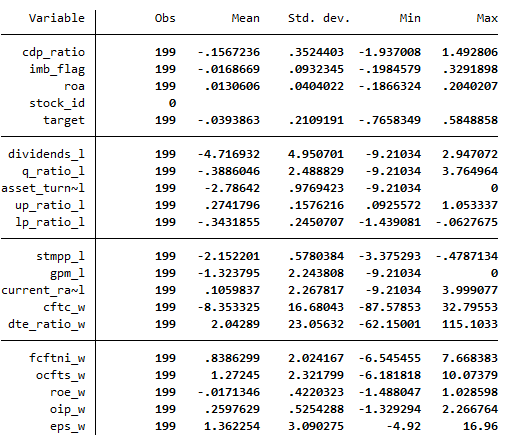 Variable Obs Mean Std. dev. Min Max
cdp_ratio 199 -.1567236 .3524403 -1.937008 1.492806
imb_flag 199 -.0168669 .0932345 -.1984579 .3291898
roa 199 .0130606 .0404022 -.1866324 .2040207
stock_id 0
target 199 -.0393863 .2109191 -.7658349 .5848858
dividends_l 199 -4.716932 4.950701 -9.21034 2.947072
q_ratio_l 199 -.3886046 2.488829 -9.21034 3.764964
asset_turn~l 199 -2.78642 .9769423 -9.21034 0
up_ratio_l 199 .2741796 .1576216 .0925572 1.053337
lp_ratio_l 199 -.3431855 .2450707 -1.439081 -.0627675
stmpp_l 199 -2.152201 .5780384 -3.375293 -.4787134
gpm_l 199 -1.323795 2.243808 -9.21034 0
current_ra~l 199 .1059837 2.267817 -9.21034 3.999077
cftc_w 199 -8.353325 16.68043 -87.57853 32.79553
dte_ratio_w 199 2.04289 23.05632 -62.15001 115.1033
fcftni_w 199 .8386299 2.024167 -6.545455 7.668383
ocfts_w 199 1.27245 2.321799 -6.181818 10.07379
roe_w 199 -.0171346 .4220323 -1.488047 1.028598
oip_w 199 .2597629 .5254288 -1.329294 2.266764
eps_w 199 1.362254 3.090275 -4.92 16.96